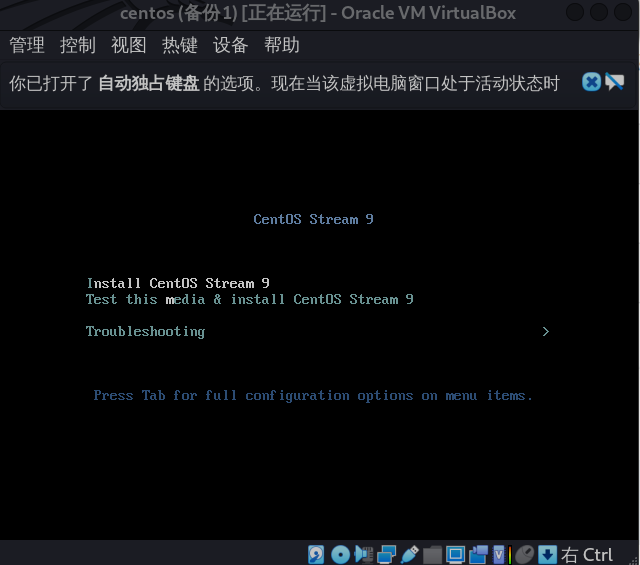 centos (备份 1) [正在运行] - Oracle VM VirtualBox
管理 控制 视图 热键 设备 帮助
你已打开了 自动独占键盘 的选项。现在当该虚拟电脑窗口处于活动状态时
CentOS Stream 9
Install CentOS Stream 9
Test this media & install CentOS Stream 9
Troubleshooting >
Press Tab for full configuration options on menu items.
右 Ctrl